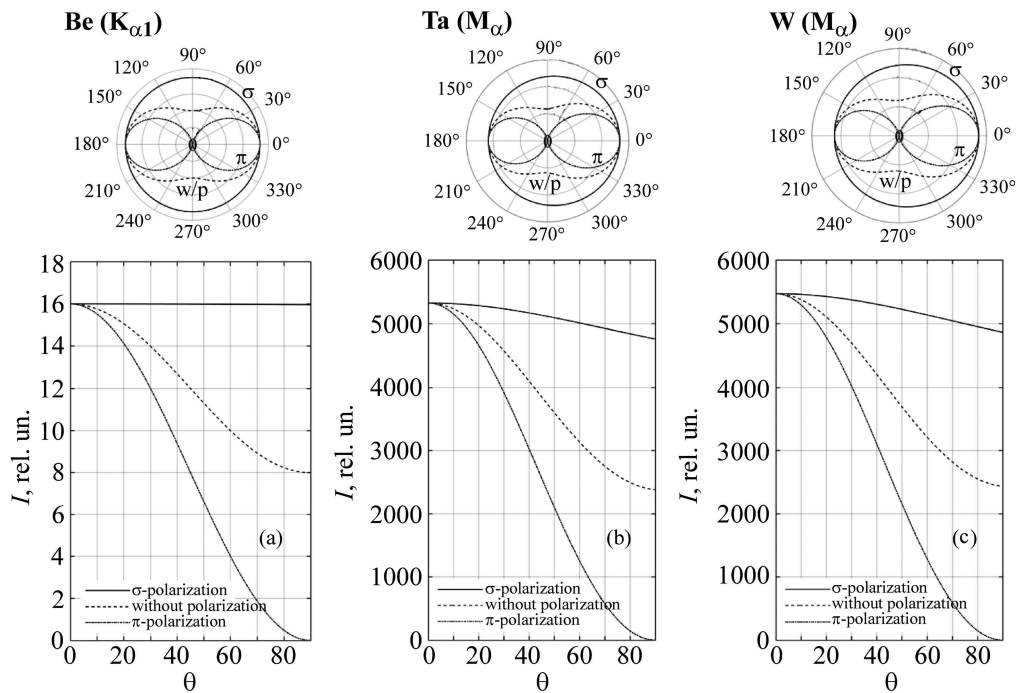 Be (Kα1)
90°
120°
60°
σ
150°
30°
180°
0°
π
210°
w/p
330°
240°
300°
270°
Ta (Mα)
90°
120°
60°
σ
150°
30°
180°
0°
π
210°
w/p
330°
240°
300°
270°
W (Mα)
90°
120°
60°
σ
150°
30°
180°
0°
π
210°
w/p
330°
240°
300°
270°
I, rel. un.
18
16
14
12
10
8
6
4
2
0
(a)
σ-polarization
without polarization
π-polarization
0 20 40 60 80
θ
I, rel. un.
6000
5000
4000
3000
2000
1000
0
(b)
σ-polarization
without polarization
π-polarization
0 20 40 60 80
θ
I, rel. un.
6000
5000
4000
3000
2000
1000
0
(c)
σ-polarization
without polarization
π-polarization
0 20 40 60 80
θ